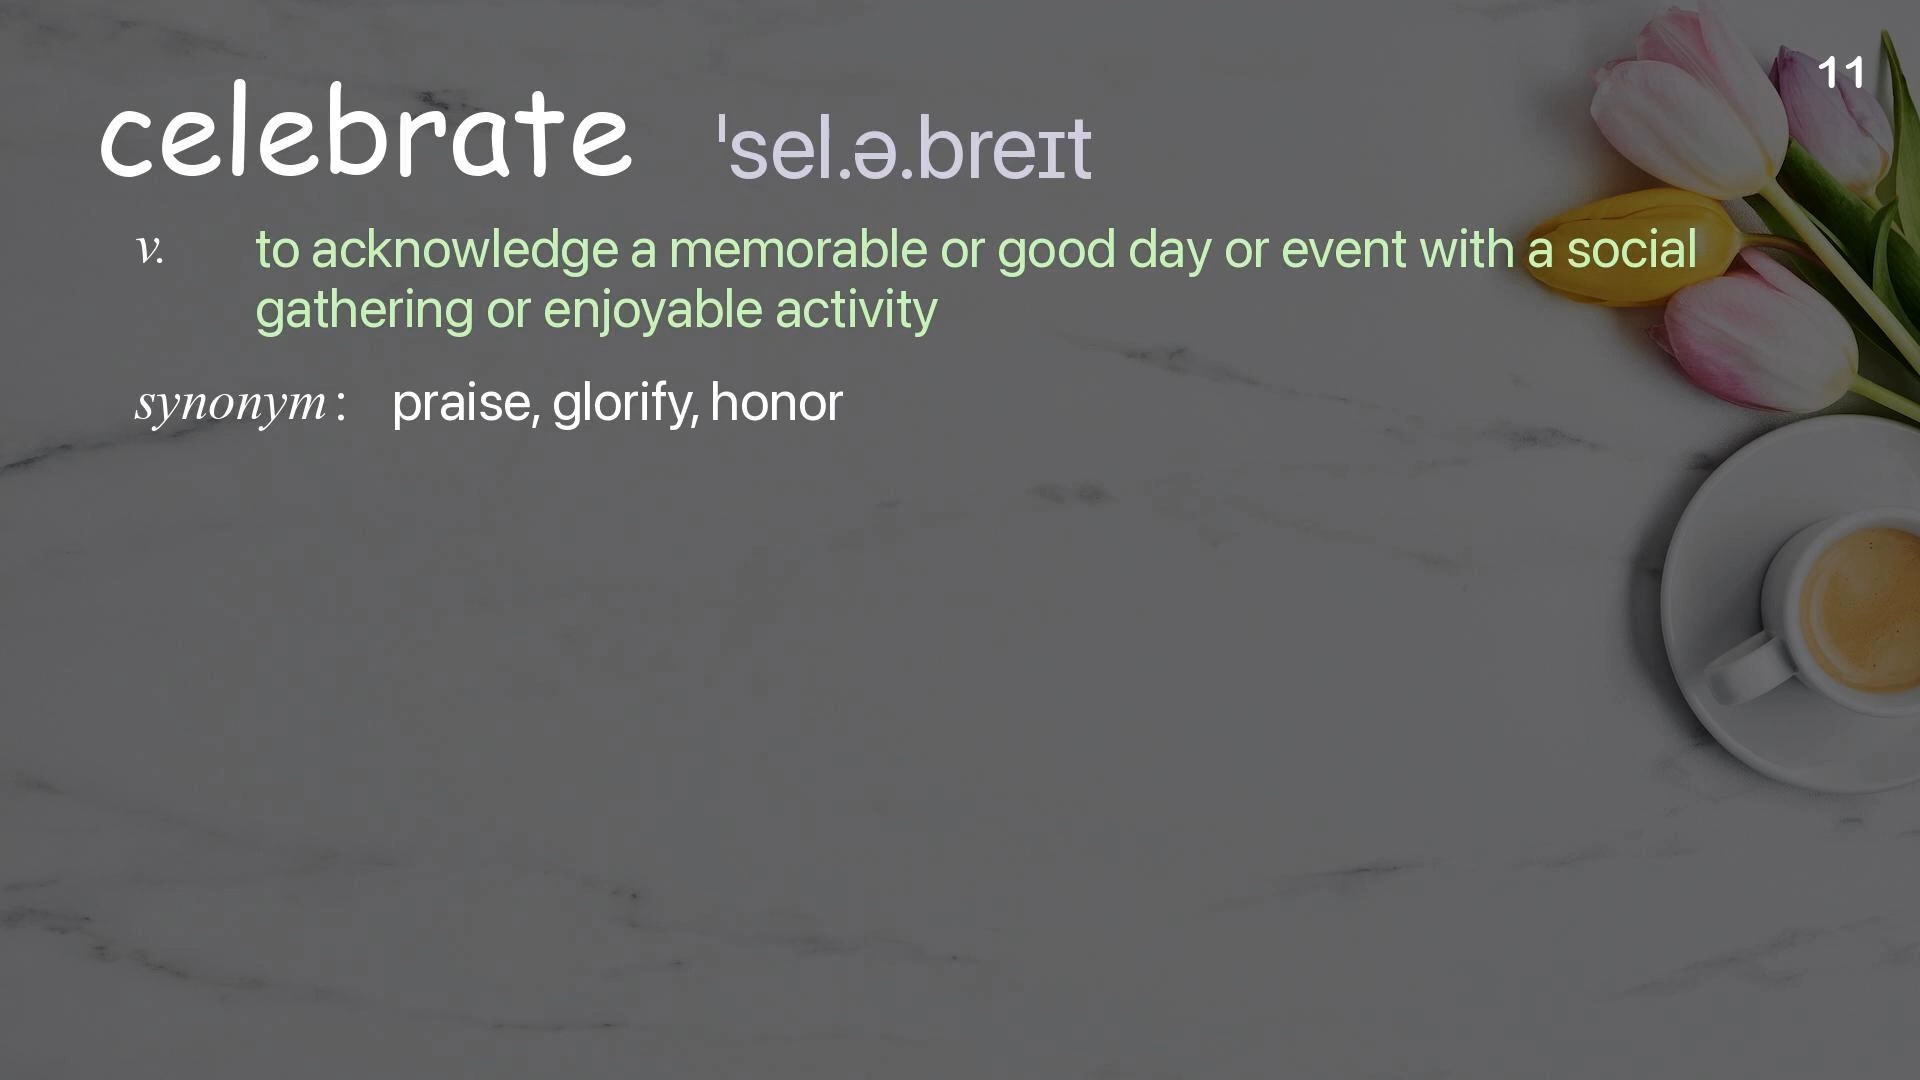 11
celebrate ˈsel.ə.breɪt
v. to acknowledge a memorable or good day or event with a social
gathering or enjoyable activity
synonym : praise, glorify, honor